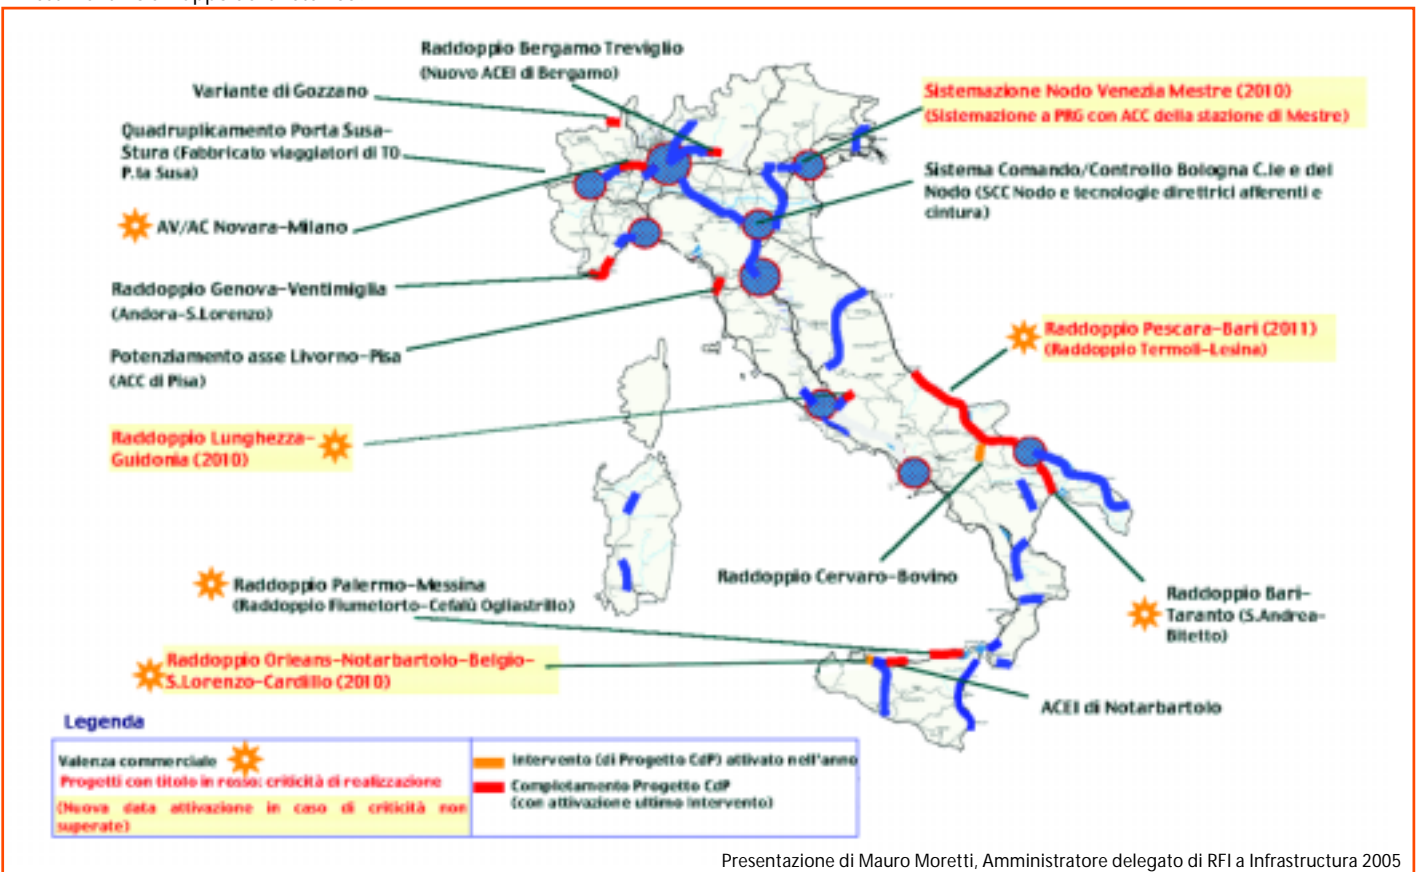 Raddoppio Bergamo Treviglio
(Nuovo ACEI di Bergamo)
Variante di Gozzano
Quadruplicamento Porta Susa-
Stura (Fabbricato viaggiatori di TO
P.ta Susa)
AV/AC Novara-Milano
Raddoppio Genova-Ventimiglia
(Andora-S.Lorenzo)
Potenziamento asse Livorno-Pisa
(ACC di Pisa)
Raddoppio Lunghezza-
Guidonia (2010)
Sistemazione Nodo Venezia Mestre (2010)
(Sistemazione a PRG con ACC della stazione di Mestre)
Sistema Comando/Controllo Bologna C.le e del
Nodo (SCC Nodo e tecnologie direttrici afferenti e
cintura)
Raddoppio Pescara-Bari (2011)
(Raddoppio Termoli-Lesina)
Raddoppio Cervaro-Bovino
Raddoppio Bari-
Taranto (S.Andrea-
Bitetto)
Raddoppio Palermo-Messina
(Raddoppio Fiumetorto-Cefalù Ogliastrillo)
Raddoppio Orleans-Notarbartolo-Belgio-
S.Lorenzo-Cardillo (2010)
ACEI di Notarbartolo
Legenda
Valenza commerciale
Progetti con titolo in rosso: criticità di realizzazione
(Nuova data attivazione in caso di criticità non
superate)
Intervento (di Progetto CdP) attivato nell'anno
Completamento Progetto CdP
(con attivazione ultimo intervento)
Presentazione di Mauro Moretti, Amministratore delegato di RFI a Infrastructura 2005